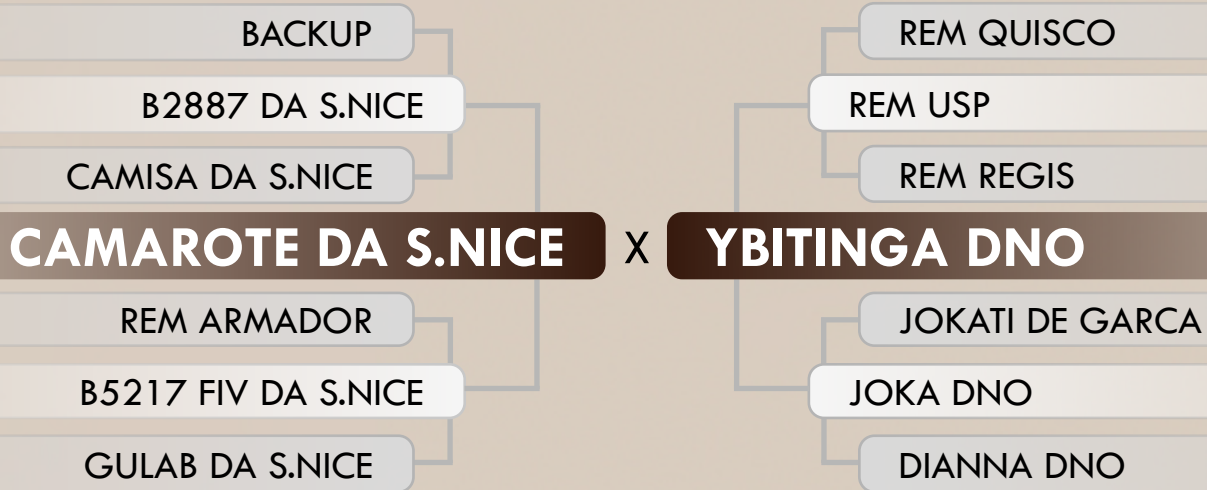 BACKUP
REM QUISCO
B2887 DA S.NICE
REM USP
CAMISA DA S.NICE
REM REGIS
CAMAROTE DA S.NICE X YBITINGA DNO
REM ARMADOR
JOKATI DE GARCA
B5217 FIV DA S.NICE
JOKA DNO
GULAB DA S.NICE
DIANNA DNO